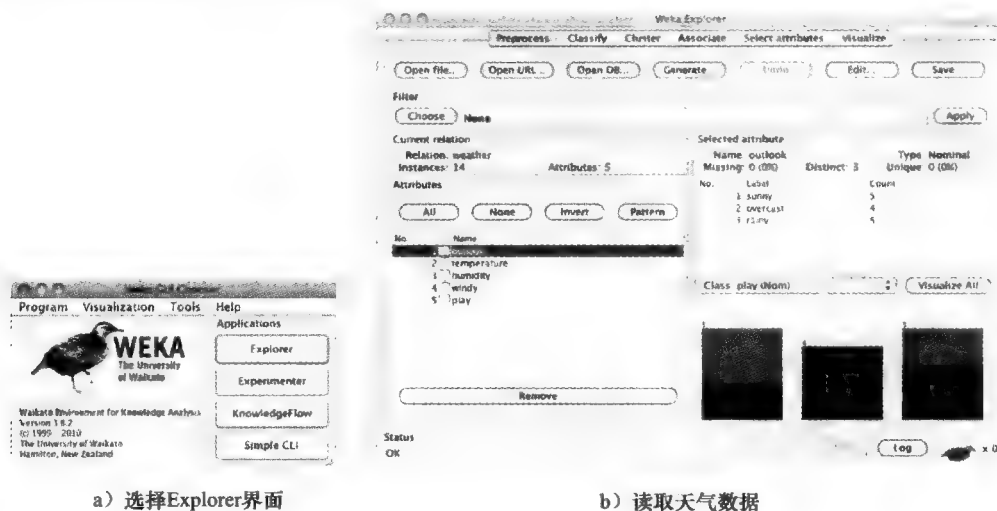 Weka Explorer
Preprocess Classify Cluster Associate Select attributes Visualize
Open file... Open URL... Open DB... Generate Undo Edit... Save
Filter
Choose None Apply
Current relation
Relation: weather
Instances: 14 Attributes: 5
Attributes
All None Invert Pattern
No. Name
1
2 temperature
3 humidity
4 windy
5 play
Remove
Selected attribute
Name: outlook Type: Nominal
Missing: 0 (0%) Distinct: 3 Unique: 0 (0%)
No. Label Count
1 sunny 5
2 overcast 4
3 rainy 5
Class: play (Nom) Visualize All
Status
OK
Log x 0
Program Visualization Tools Help
Applications
WEKA
The University
of Waikato
Explorer
Experimenter
KnowledgeFlow
Simple CLI
Waikato Environment for Knowledge Analysis
Version 3.6.2
(c) 1999 2010
The University of Waikato
Hamilton, New Zealand
a）选择Explorer界面
b）读取天气数据